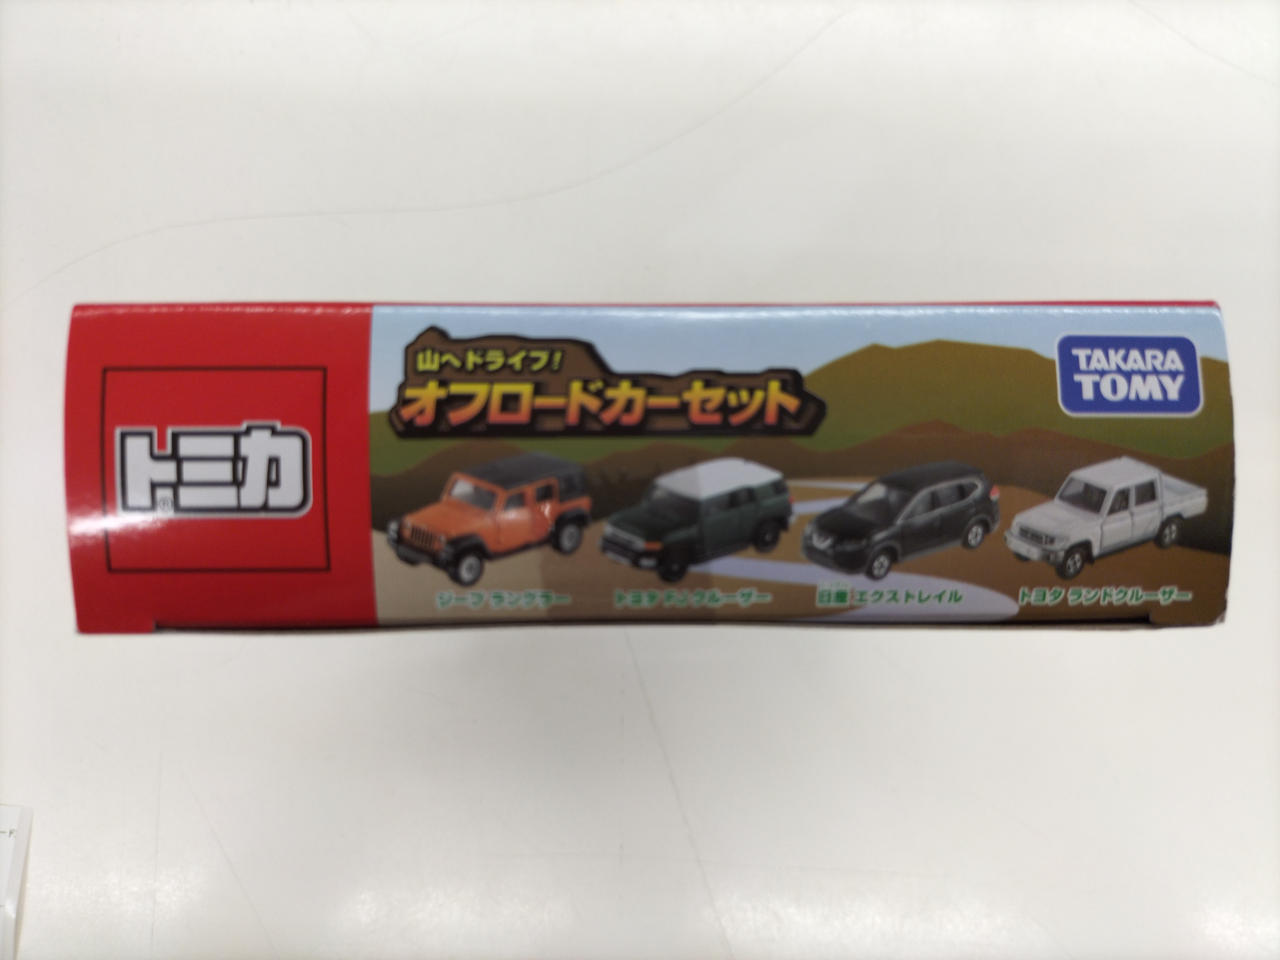 トミカ®
山へドライブ!
オフロードカーセット
TAKARA
TOMY
ジープ ラングラー
トヨタ FJ クルーザー
日産 エクストレイル
トヨタ ランドクルーザー